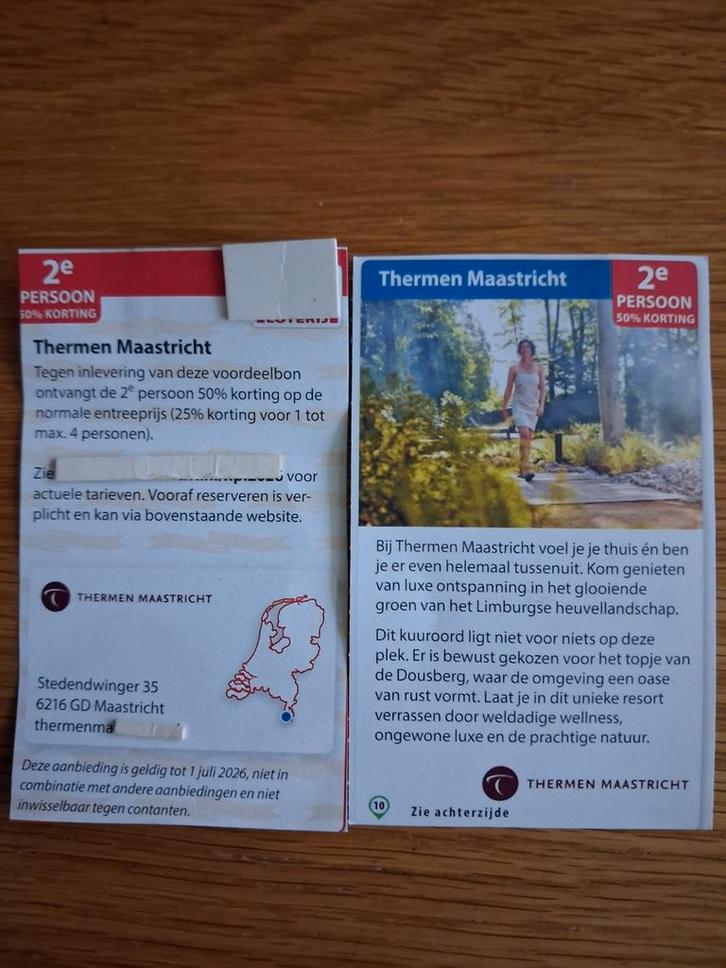 2e
PERSOON
50% KORTING
Thermen Maastricht
Tegen inlevering van deze voordeelbon
ontvangt de 2e persoon 50% korting op de
normale entreeprijs (25% korting voor 1 tot
max. 4 personen).
Zie voor
actuele tarieven. Vooraf reserveren is ver-
plicht en kan via bovenstaande website.
THERMEN MAASTRICHT
Stedendwinger 35
6216 GD Maastricht
thermenma
Deze aanbieding is geldig tot 1 juli 2026, niet in
combinatie met andere aanbiedingen en niet
inwisselbaar tegen contanten.
Thermen Maastricht
2e
PERSOON
50% KORTING
Bij Thermen Maastricht voel je je thuis én ben
je er even helemaal tussenuit. Kom genieten
van luxe ontspanning in het glooiende
groen van het Limburgse heuvellandschap.
Dit kuuroord ligt niet voor niets op deze
plek. Er is bewust gekozen voor het topje van
de Dousberg, waar de omgeving een oase
van rust vormt. Laat je in dit unieke resort
verrassen door weldadige wellness,
ongewone luxe en de prachtige natuur.
THERMEN MAASTRICHT
10
Zie achterzijde